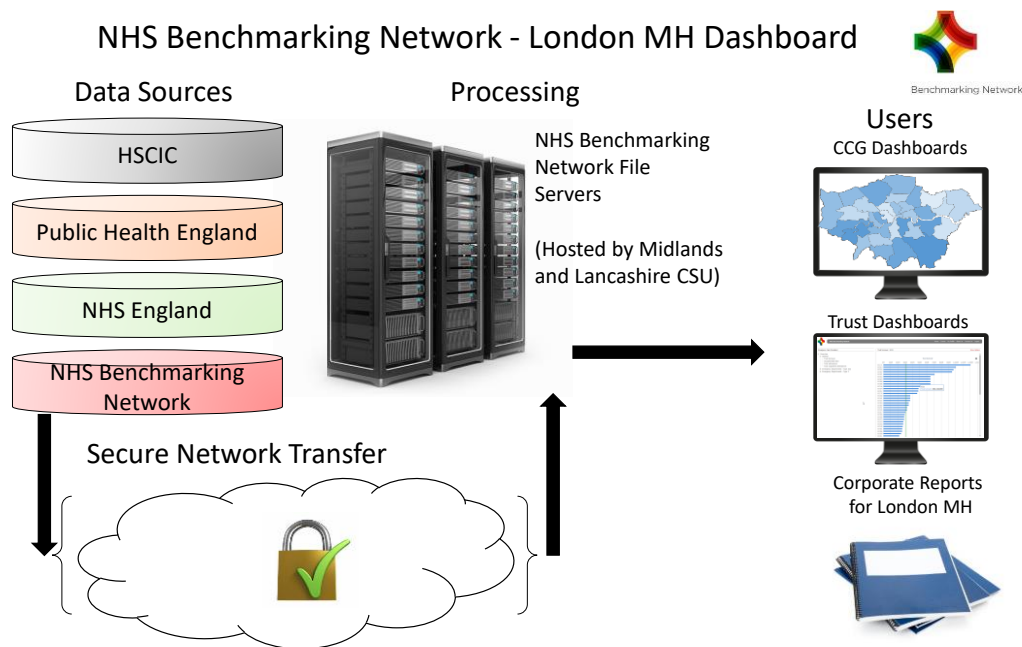 NHS Benchmarking Network - London MH Dashboard
Benchmarking Network
Data Sources
HSCIC
Public Health England
NHS England
NHS Benchmarking
Network
Processing
NHS Benchmarking
Network File
Servers
(Hosted by Midlands
and Lancashire CSU)
Users
CCG Dashboards
Trust Dashboards
Corporate Reports
for London MH
Secure Network Transfer